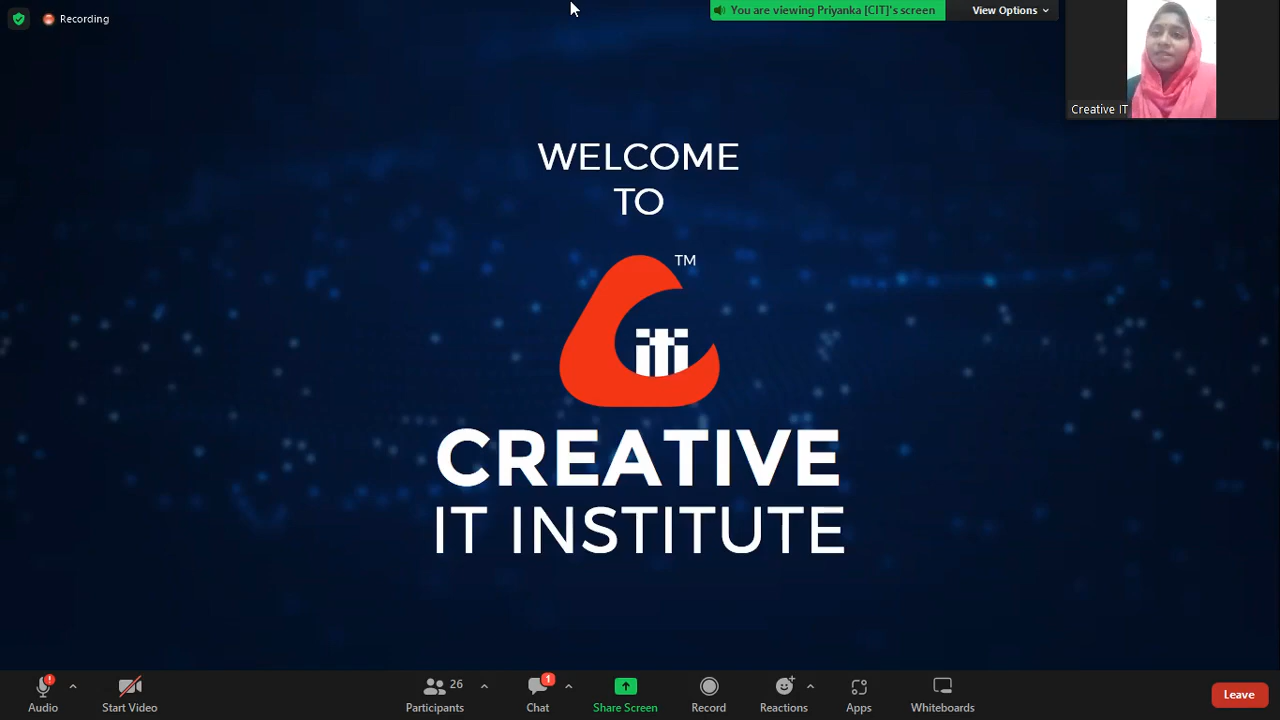 Recording
You are viewing Priyanka [CIT]'s screen
View Options
Creative IT
WELCOME
TO
TM
iti
CREATIVE
IT INSTITUTE
Audio
Start Video
26
Participants
1
Chat
Share Screen
Record
Reactions
Apps
Whiteboards
Leave